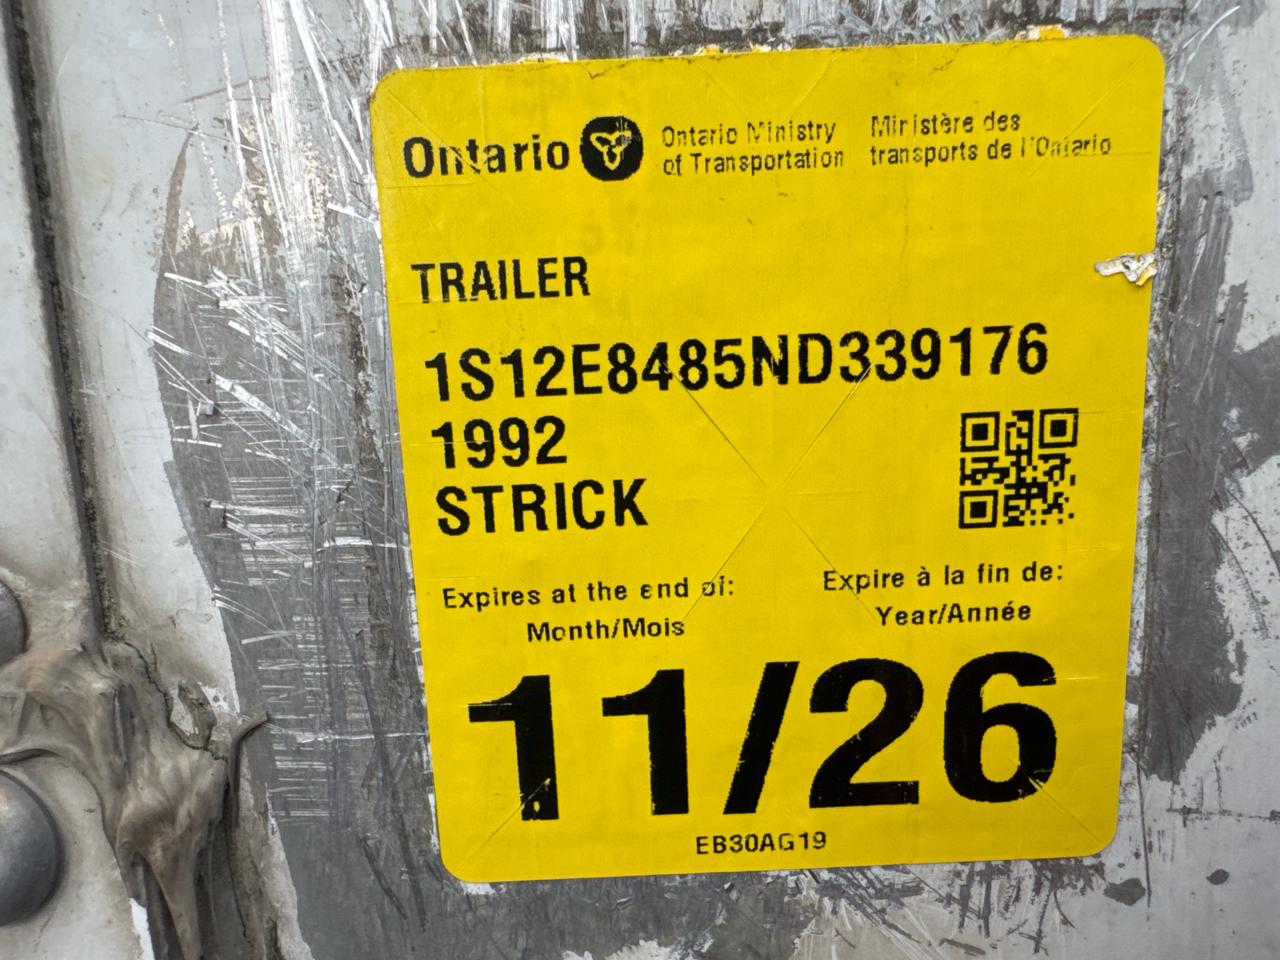 Ontario
Ontario Ministry
of Transportation
Ministère des
transports de l'Ontario
TRAILER
1S12E8485ND339176
1992
STRICK
Expires at the end of:
Month/Mois
Expire à la fin de:
Year/Année
11/26
EB30AG19